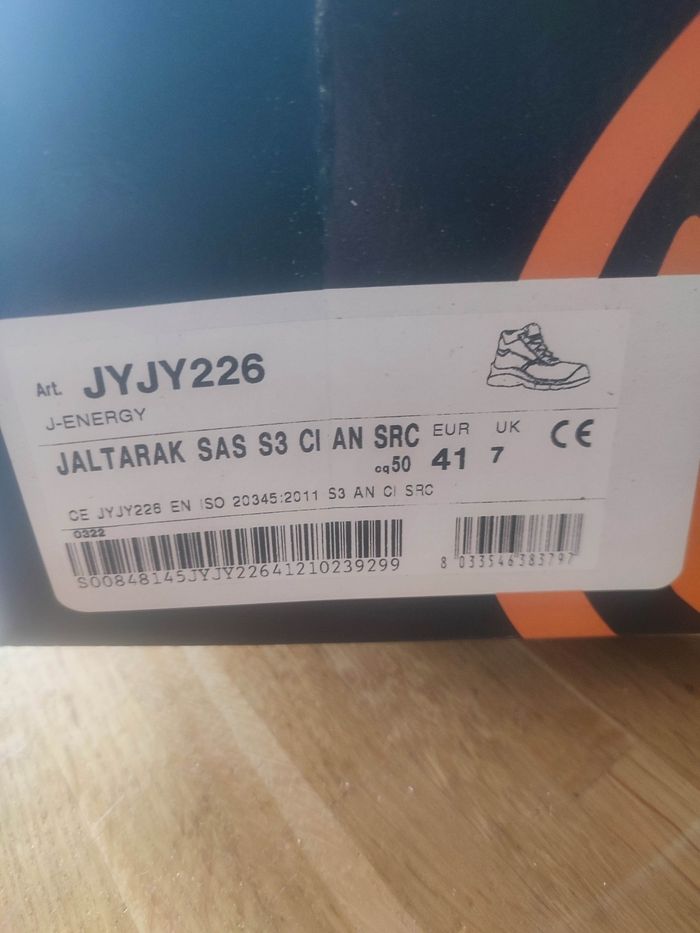 Art. JYJY226
J-ENERGY
JALTARAK SAS S3 CI AN SRC
cq50
EUR UK
41 7
CE
CE JYJY226 EN ISO 20345:2011 S3 AN CI SRC
0322
S00848145JYJY22641210239299
8 033546383797